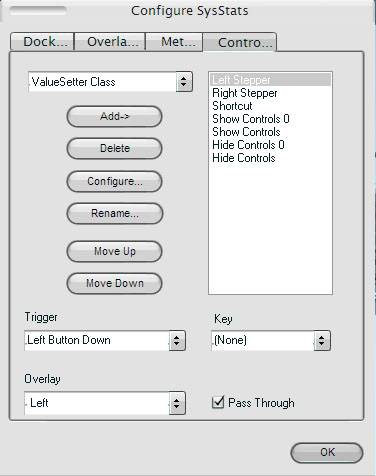 Configure SysStats
Dock...
Overla...
Met...
Contro...
ValueSetter Class
Add->
Delete
Configure...
Rename...
Move Up
Move Down
Left Stepper
Right Stepper
Shortcut
Show Controls 0
Show Controls
Hide Controls 0
Hide Controls
Trigger
Left Button Down
Key
(None)
Overlay
Left
Pass Through
OK